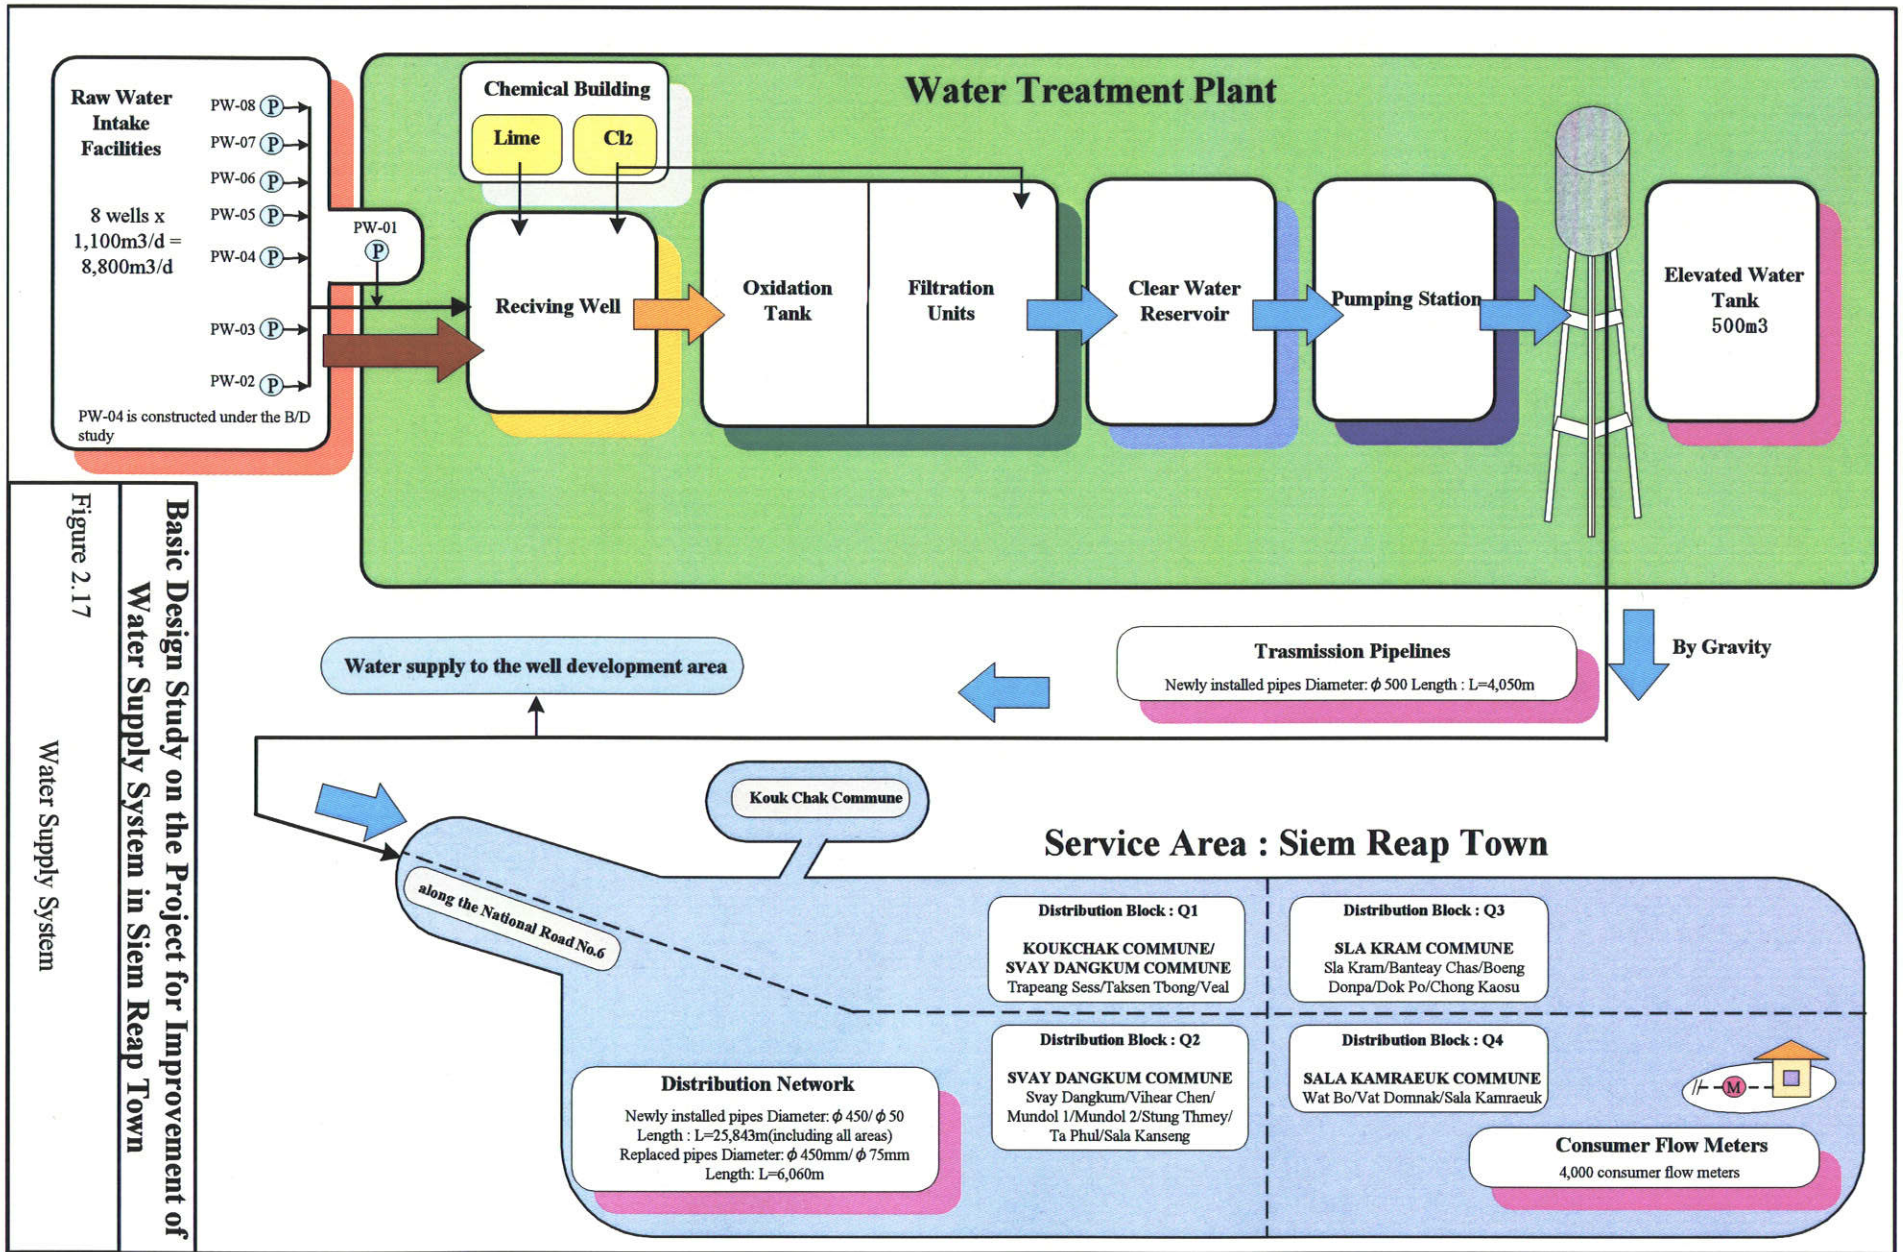 Raw Water
Intake
Facilities
8 wells x
1,100m3/d =
8,800m3/d
PW-08 P
PW-07 P
PW-06 P
PW-05 P
PW-04 P
PW-03 P
PW-02 P
PW-01
P
PW-04 is constructed under the B/D
study
Water Treatment Plant
Chemical Building
Lime
Cl2
Reciving Well
Oxidation
Tank
Filtration
Units
Clear Water
Reservoir
Pumping Station
Elevated Water
Tank
500m3
By Gravity
Trasmission Pipelines
Newly installed pipes Diameter: ϕ 500 Length : L=4,050m
Water supply to the well development area
Kouk Chak Commune
along the National Road No.6
Service Area : Siem Reap Town
Distribution Block : Q1
KOUKCHAK COMMUNE/
SVAY DANGKUM COMMUNE
Trapeang Sess/Taksen Tbong/Veal
Distribution Block : Q3
SLA KRAM COMMUNE
Sla Kram/Banteay Chas/Boeng
Donpa/Dok Po/Chong Kaosu
Distribution Block : Q2
SVAY DANGKUM COMMUNE
Svay Dangkum/Vihear Chen/
Mundol 1/Mundol 2/Stung Thmey/
Ta Phul/Sala Kanseng
Distribution Block : Q4
SALA KAMRAEUK COMMUNE
Wat Bo/Vat Domnak/Sala Kamraeuk
Distribution Network
Newly installed pipes Diameter: ϕ 450/ ϕ 50
Length : L=25,843m(including all areas)
Replaced pipes Diameter: ϕ 450mm/ ϕ 75mm
Length: L=6,060m
M
Consumer Flow Meters
4,000 consumer flow meters
Basic Design Study on the Project for Improvement of
Water Supply System in Siem Reap Town
Figure 2.17
Water Supply System